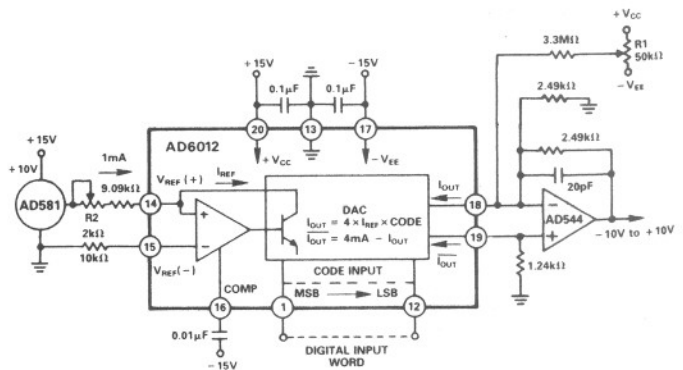 + VCC
3.3MΩ
R1
50kΩ
- VEE
+ 15V
- 15V
0.1μF
0.1μF
2.49kΩ
2.49kΩ
20pF
20
13
17
AD6012
+ VCC
- VEE
+15V
+10V
1mA
9.09kΩ
AD581
R2
2kΩ
10kΩ
14
VREF (+)
IREF
15
VREF(-)
DAC
IOUT = 4 × IREF × CODE
IOUT = 4mA - IOUT
IOUT
18
19
IOUT
AD544
-10V to +10V
1.24kΩ
COMP
CODE INPUT
MSB
LSB
16
1
12
0.01μF
- 15V
DIGITAL INPUT
WORD